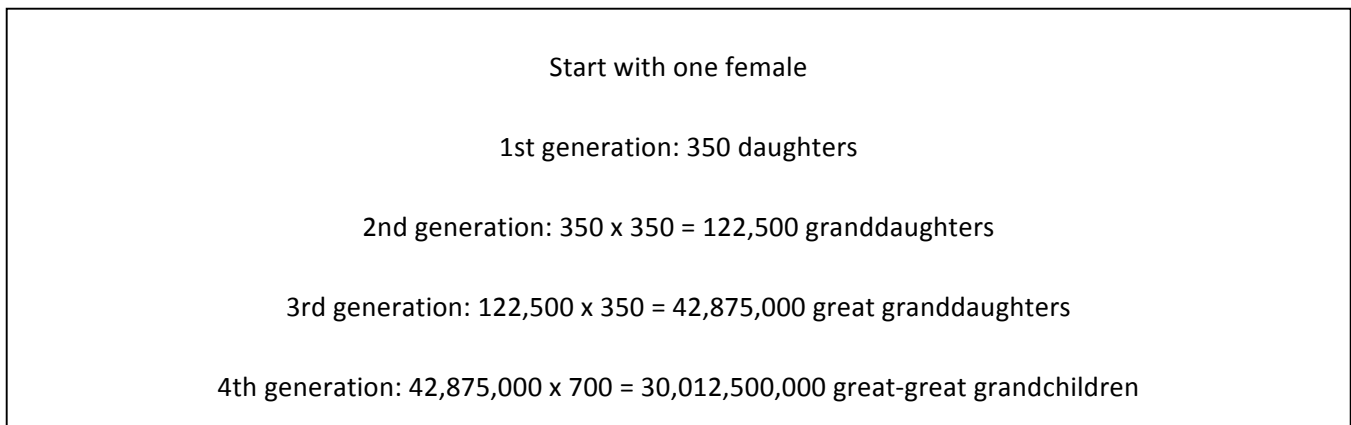 Start with one female
1st generation: 350 daughters
2nd generation: 350 x 350 = 122,500 granddaughters
3rd generation: 122,500 x 350 = 42,875,000 great granddaughters
4th generation: 42,875,000 x 700 = 30,012,500,000 great-great grandchildren